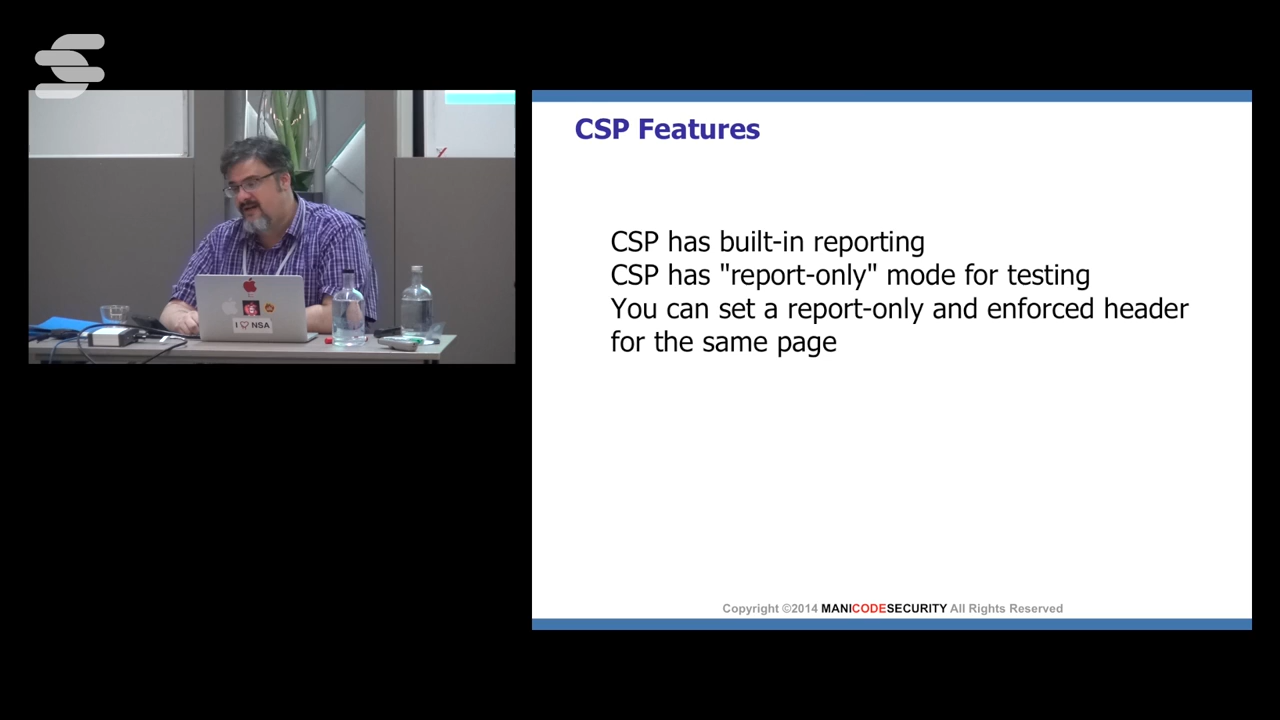 CSP Features
CSP has built-in reporting
CSP has "report-only" mode for testing
You can set a report-only and enforced header
for the same page
I NSA
Copyright ©2014 MANICODESECURITY All Rights Reserved